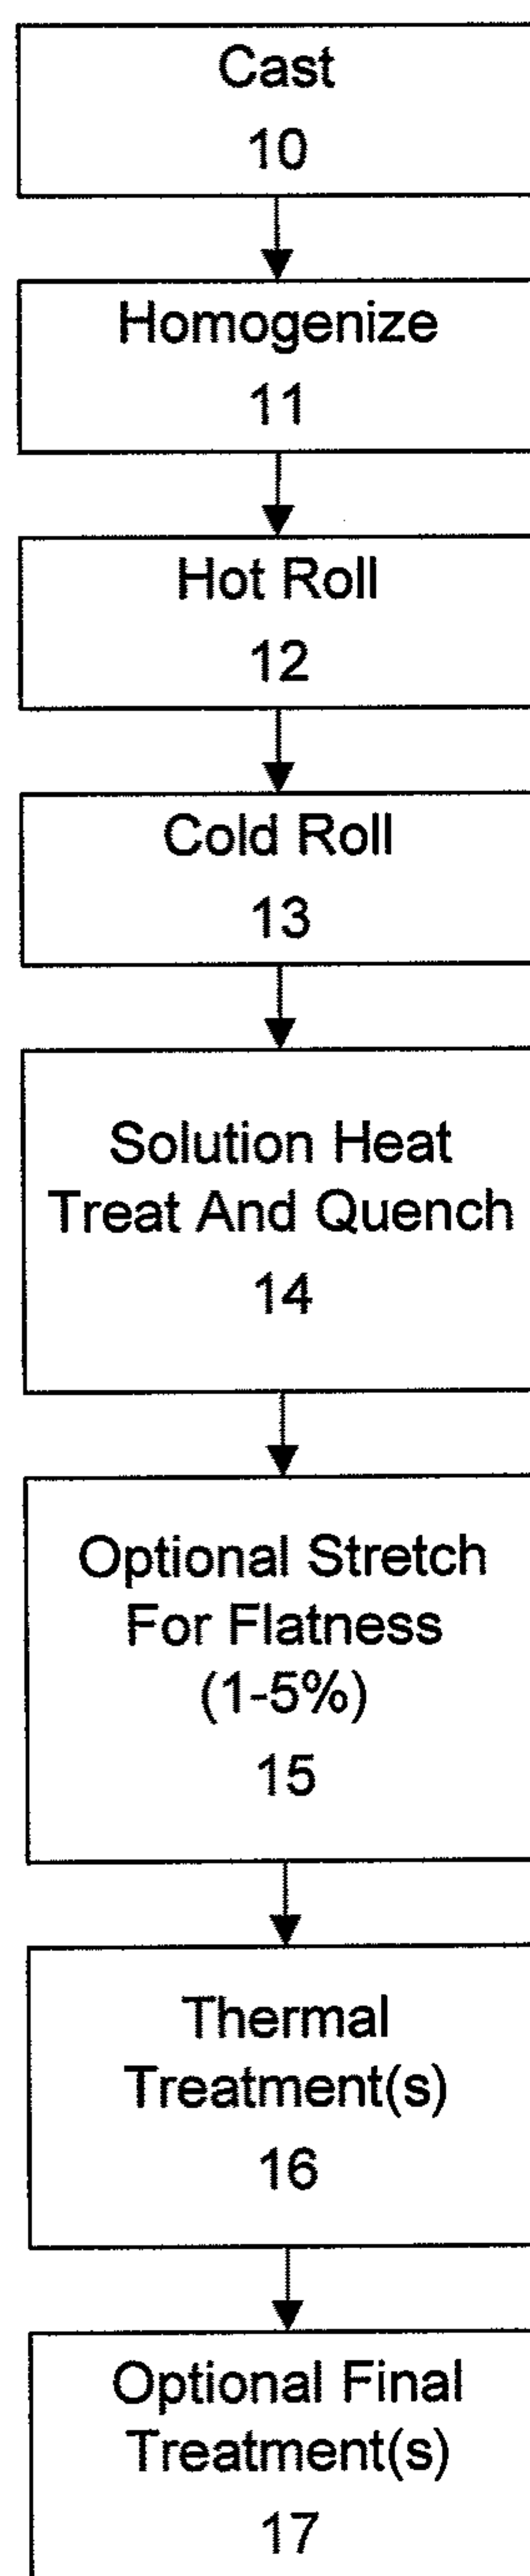 Cast
10
Homogenize
11
Hot Roll
12
Cold Roll
13
Solution Heat
Treat And Quench
14
Optional Stretch
For Flatness
(1-5%)
15
Thermal
Treatment(s)
16
Optional Final
Treatment(s)
17